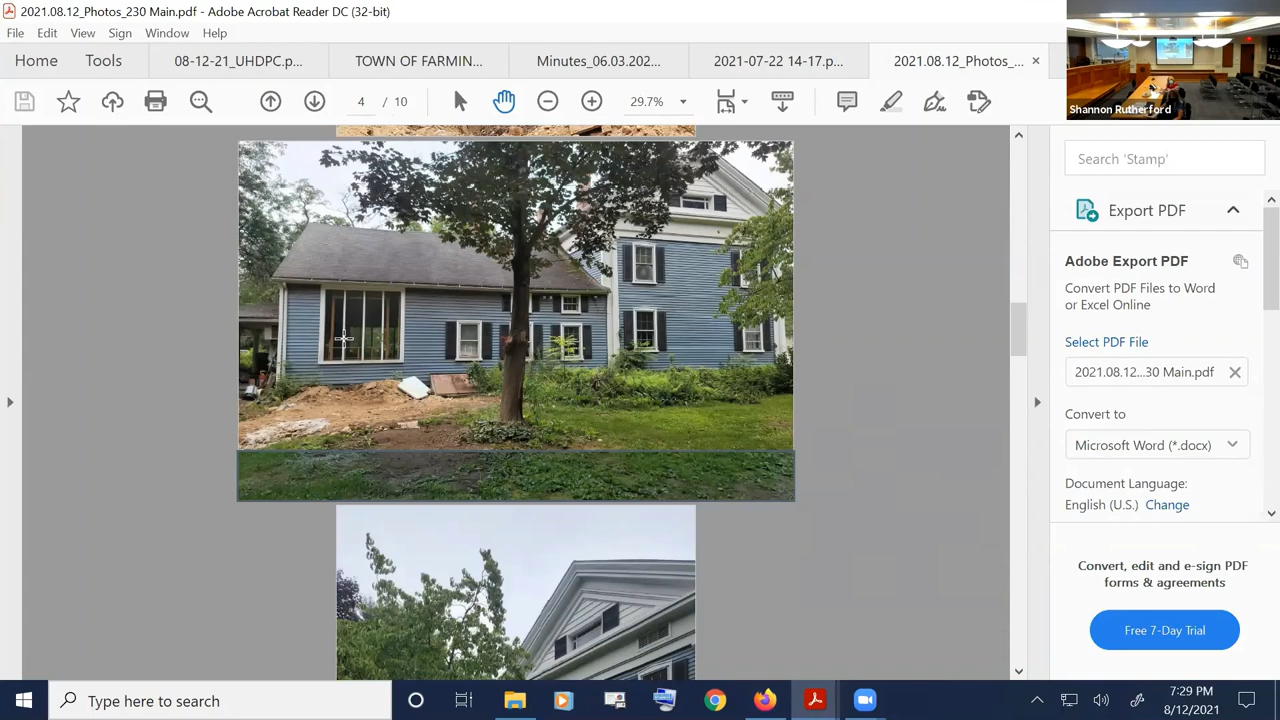 2021.08.12_Photos_230 Main.pdf - Adobe Acrobat Reader DC (32-bit)
File Edit View Sign Window Help
Home Tools 08-12-21_UHDPC.p... TOWN OF FARMIN... Minutes_06.03.202... 2021-07-22 14-17.p... 2021.08.12_Photos_... ×
Shannon Rutherford
4 / 10 29.7%
Search 'Stamp'
Export PDF
Adobe Export PDF
Convert PDF Files to Word
or Excel Online
Select PDF File
2021.08.12...30 Main.pdf
Convert to
Microsoft Word (*.docx)
Document Language:
English (U.S.) Change
Convert, edit and e-sign PDF
forms & agreements
Free 7-Day Trial
Type here to search
7:29 PM
8/12/2021